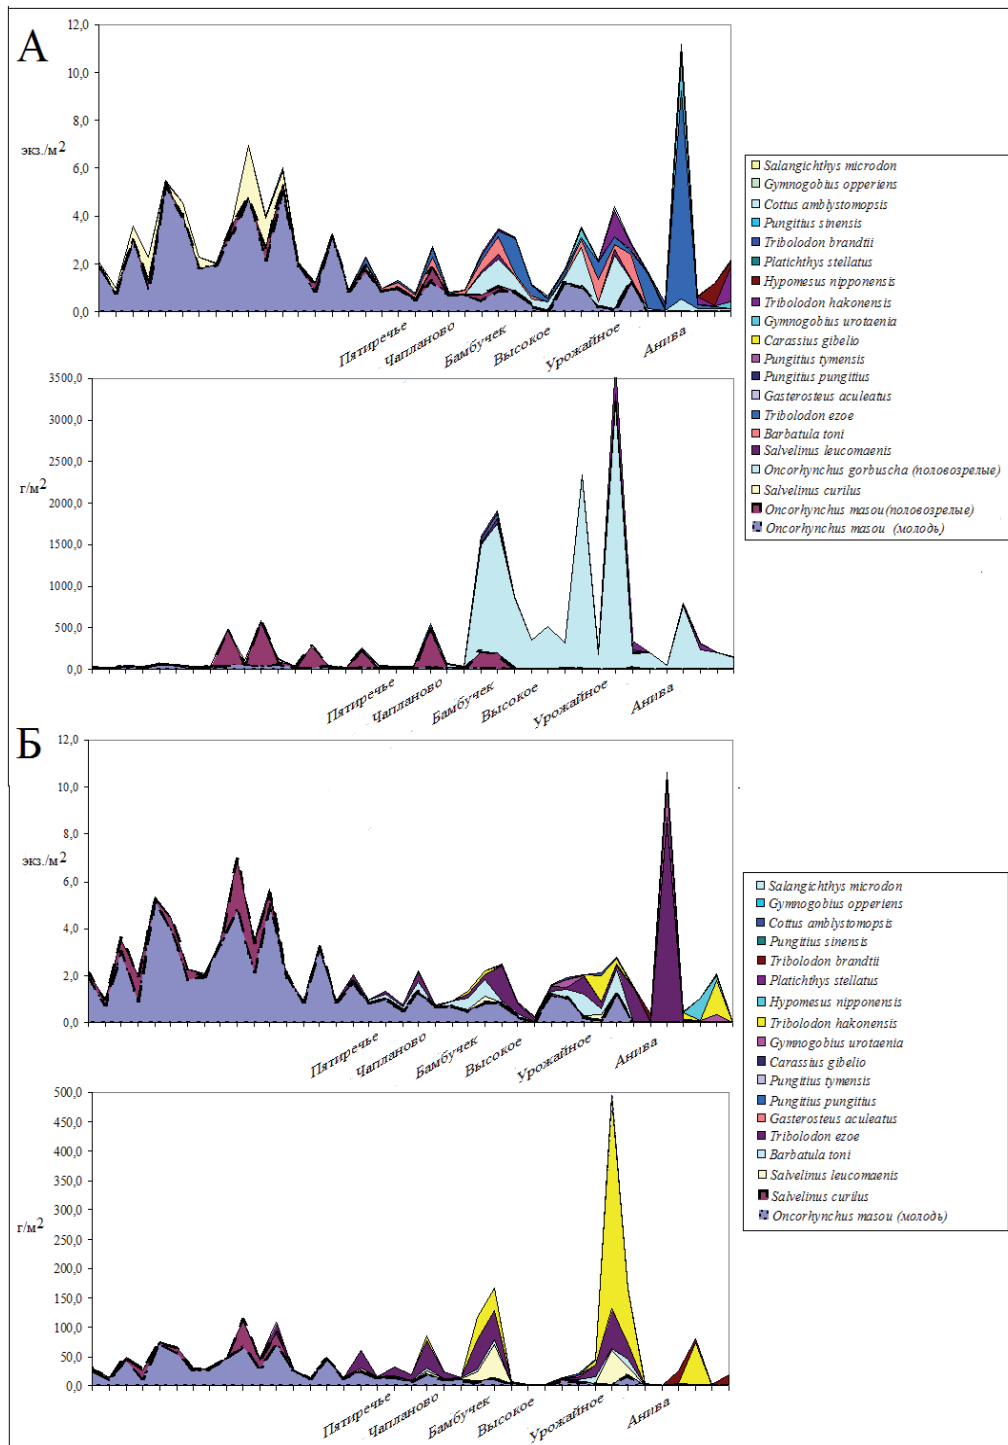 А
12,0
10,0
8,0
экз./м2
6,0
4,0
2,0
0,0
Пятиречье
Чапланово
Бамбучек
Высокое
Урожайное
Анива
3500,0
3000,0
2500,0
г/м2
2000,0
1500,0
1000,0
500,0
0,0
Пятиречье
Чапланово
Бамбучек
Высокое
Урожайное
Анива
Salangichthys microdon
Gymnogobius opperiens
Cottus amblystomopsis
Pungitius sinensis
Tribolodon brandtii
Platichthys stellatus
Hypomesus nipponensis
Tribolodon hakonensis
Gymnogobius urotaenia
Carassius gibelio
Pungitius tymensis
Pungitius pungitius
Gasterosteus aculeatus
Tribolodon ezoe
Barbatula toni
Salvelinus leucomaenis
Oncorhynchus gorbuscha (половозрелые)
Salvelinus curilus
Oncorhynchus masou (половозрелые)
Oncorhynchus masou (молодь)
Б
12,0
10,0
8,0
экз./м2
6,0
4,0
2,0
0,0
Пятиречье
Чапланово
Бамбучек
Высокое
Урожайное
Анива
500,0
450,0
400,0
350,0
300,0
г/м2
250,0
200,0
150,0
100,0
50,0
0,0
Пятиречье
Чапланово
Бамбучек
Высокое
Урожайное
Анива
Salangichthys microdon
Gymnogobius opperiens
Cottus amblystomopsis
Pungitius sinensis
Tribolodon brandtii
Platichthys stellatus
Hypomesus nipponensis
Tribolodon hakonensis
Gymnogobius urotaenia
Carassius gibelio
Pungitius tymensis
Pungitius pungitius
Gasterosteus aculeatus
Tribolodon ezoe
Barbatula toni
Salvelinus leucomaenis
Salvelinus curilus
Oncorhynchus masou (молодь)